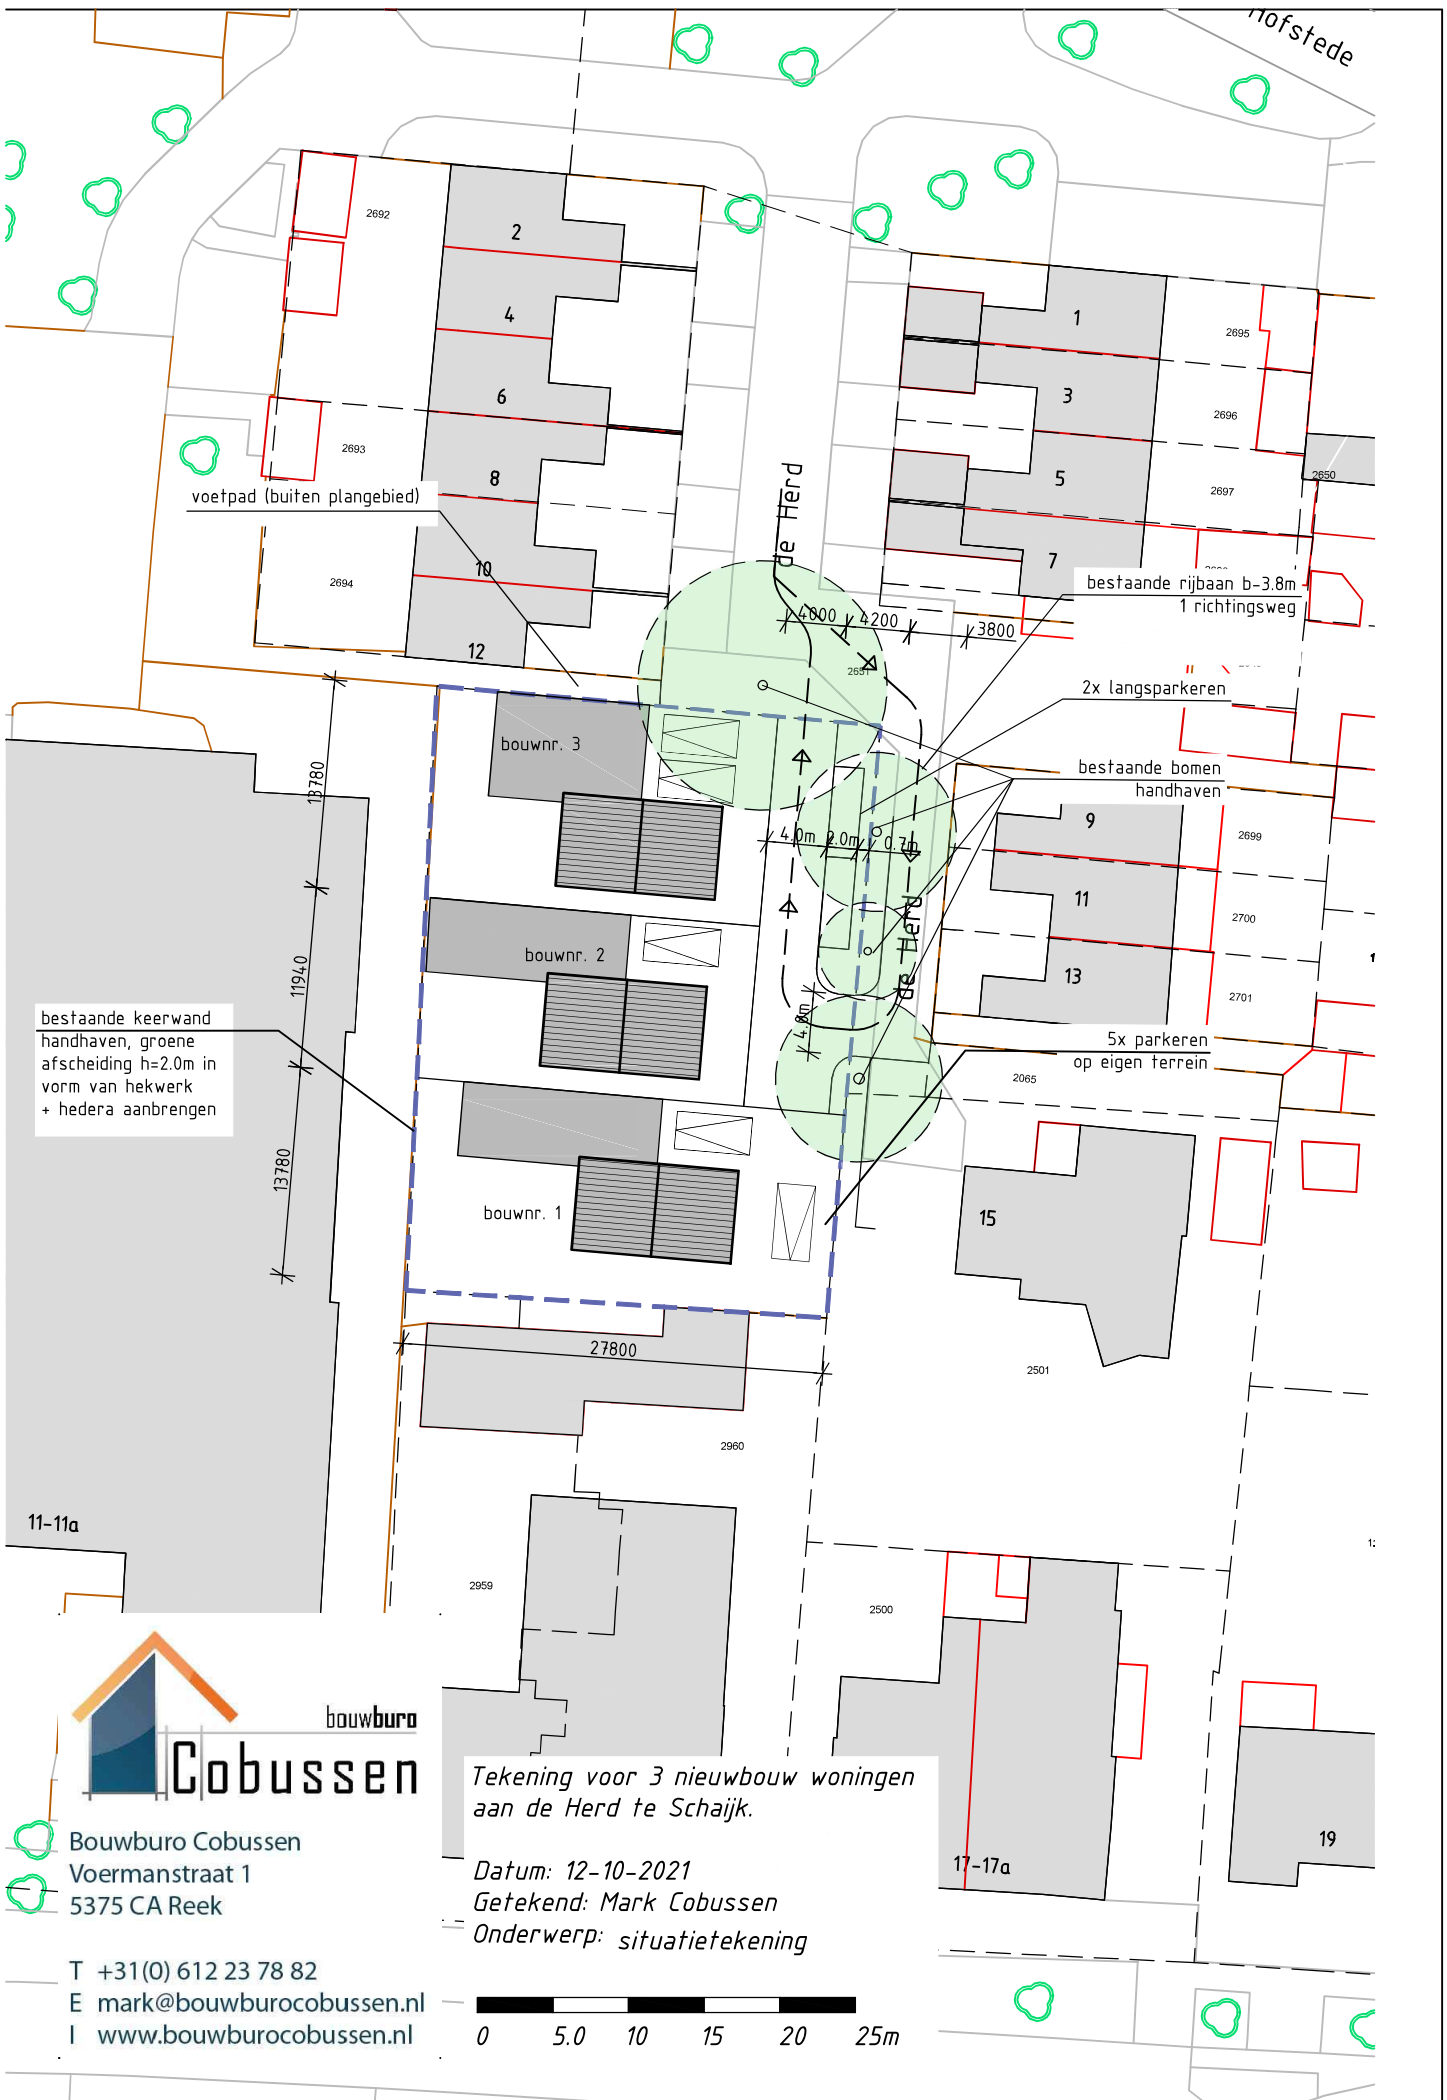 Hofstede
2692
2
4
6
2693
8
voetpad (buiten plangebied)
10
2694
12
de Herd
1
2695
3
2696
5
2697
2650
7
bestaande rijbaan b-3.8m
1 richtingsweg
4000
4200
3800
2651
2x langsparkeren
bestaande bomen
handhaven
bouwnr. 3
13780
4.0m
2.0m
0.7m
9
2699
11
2700
13
2701
de Herd
bouwnr. 2
11940
4.8m
bestaande keerwand
handhaven, groene
afscheiding h=2.0m in
vorm van hekwerk
+ hedera aanbrengen
5x parkeren
op eigen terrein
2065
13780
bouwnr. 1
15
27800
2501
2960
11-11a
2959
2500
17-17a
19
bouwburo
Cobussen
Bouwburo Cobussen
Voermanstraat 1
5375 CA Reek
T +31(0) 612 23 78 82
E mark@bouwburocobussen.nl
I www.bouwburocobussen.nl
Tekening voor 3 nieuwbouw woningen
aan de Herd te Schaijk.
Datum: 12-10-2021
Getekend: Mark Cobussen
Onderwerp: situatietekening
0 5.0 10 15 20 25m